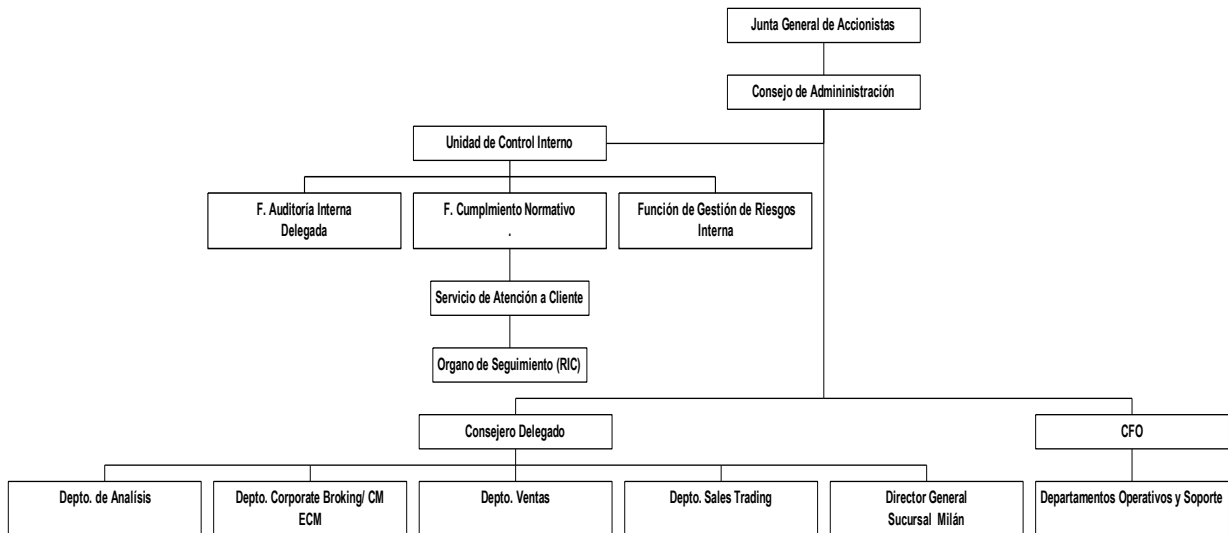 Junta General de Accionistas
Consejo de Admininistración
Unidad de Control Interno
F. Auditoría Interna
Delegada
F. Cumplmiento Normativo
.
Función de Gestión de Riesgos
Interna
Servicio de Atención a Cliente
Organo de Seguimiento (RIC)
Consejero Delegado
CFO
Depto. de Analísis
Depto. Corporate Broking/ CM
ECM
Depto. Ventas
Depto. Sales Trading
Director General
Sucursal Milán
Departamentos Operativos y Soporte